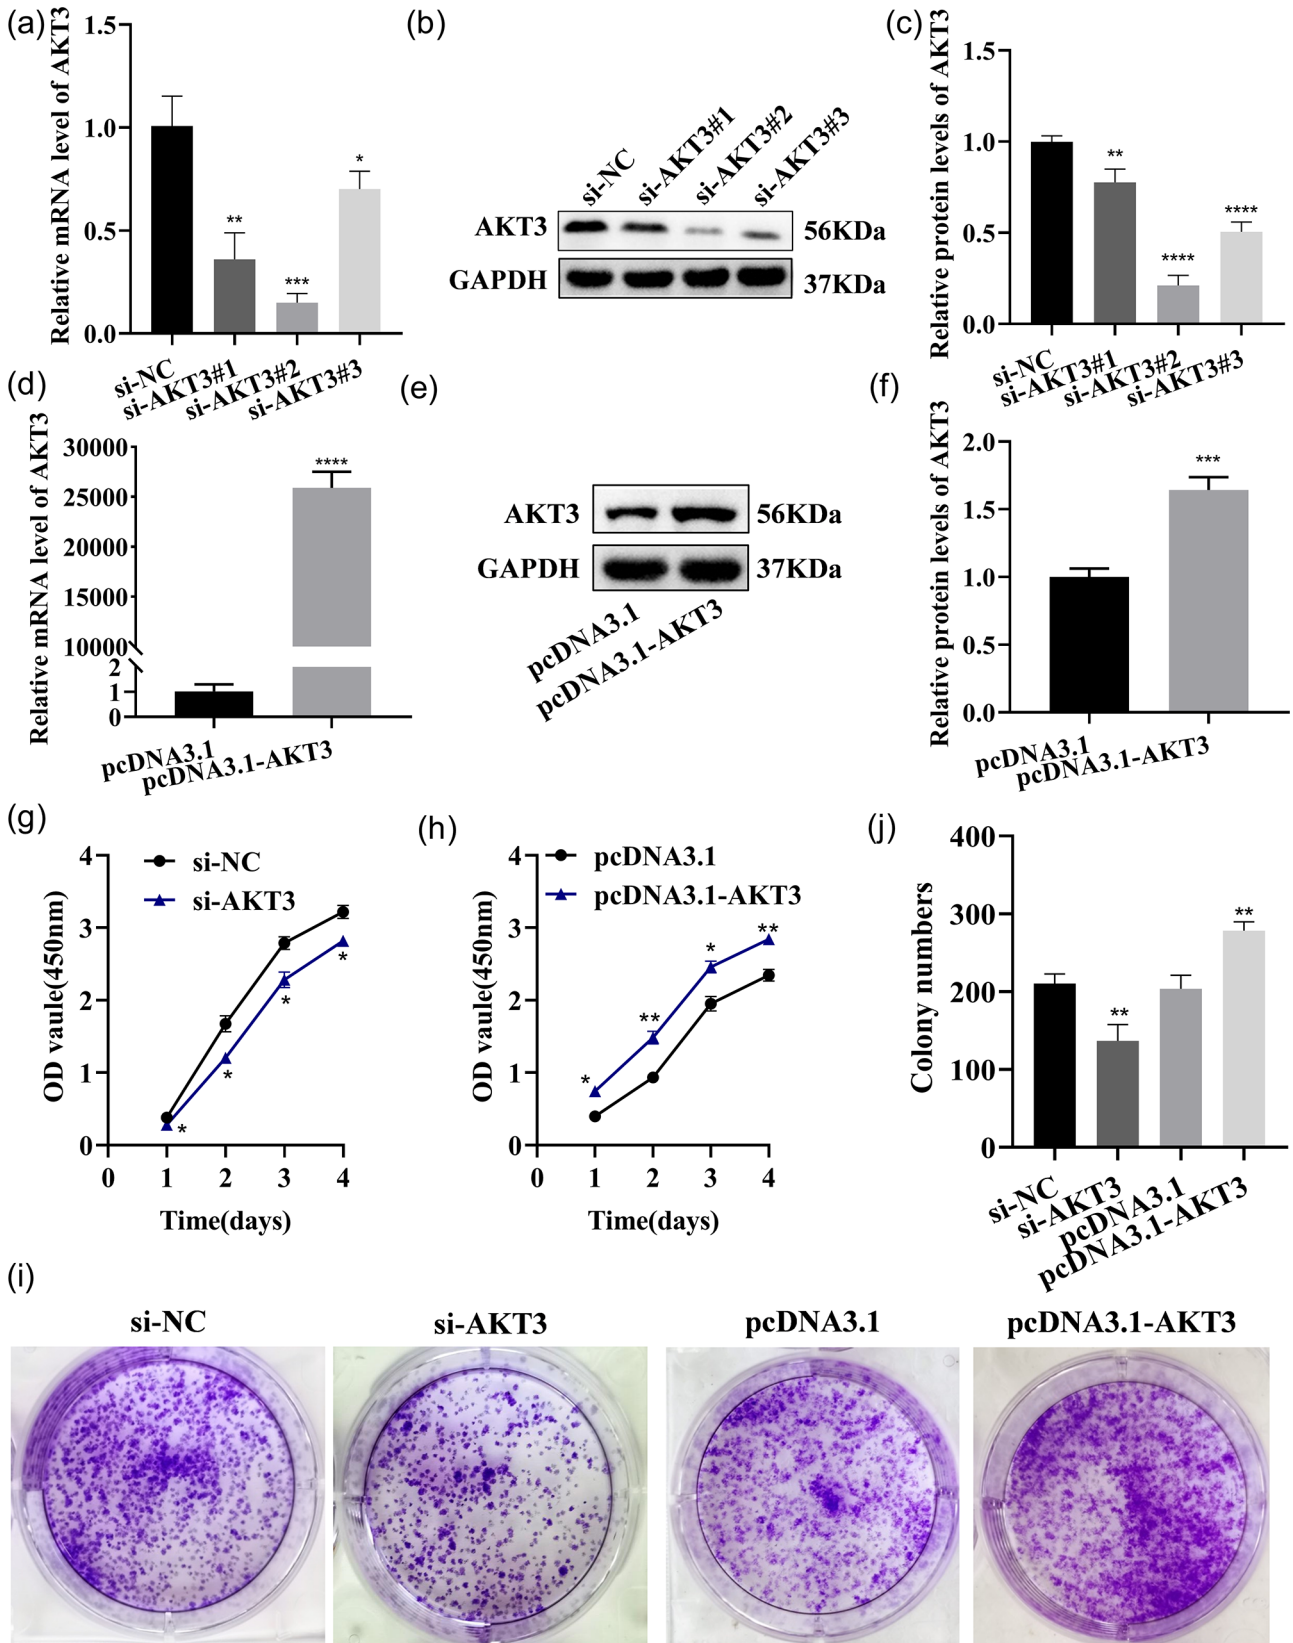 (a)
Relative mRNA level of AKT3
1.5
1.0
0.5
0.0
**
***
*
si-NC
si-AKT3#1
si-AKT3#2
si-AKT3#3
(b)
si-NC
si-AKT3#1
si-AKT3#2
si-AKT3#3
AKT3
56KDa
GAPDH
37KDa
(c)
Relative protein levels of AKT3
1.5
1.0
0.5
0.0
**
****
****
si-NC
si-AKT3#1
si-AKT3#2
si-AKT3#3
(d)
Relative mRNA level of AKT3
30000
25000
20000
15000
10000
2
1
0
****
pcDNA3.1
pcDNA3.1-AKT3
(e)
AKT3
56KDa
GAPDH
37KDa
pcDNA3.1
pcDNA3.1-AKT3
(f)
Relative protein levels of AKT3
2.0
1.5
1.0
0.5
0.0
***
pcDNA3.1
pcDNA3.1-AKT3
(g)
OD vaule(450nm)
4
3
2
1
0
si-NC
si-AKT3
*
*
*
*
0 1 2 3 4
Time(days)
(h)
OD vaule(450nm)
4
3
2
1
0
pcDNA3.1
pcDNA3.1-AKT3
*
**
*
**
0 1 2 3 4
Time(days)
(j)
Colony numbers
400
300
200
100
0
**
**
si-NC
si-AKT3
pcDNA3.1
pcDNA3.1-AKT3
(i)
si-NC
si-AKT3
pcDNA3.1
pcDNA3.1-AKT3